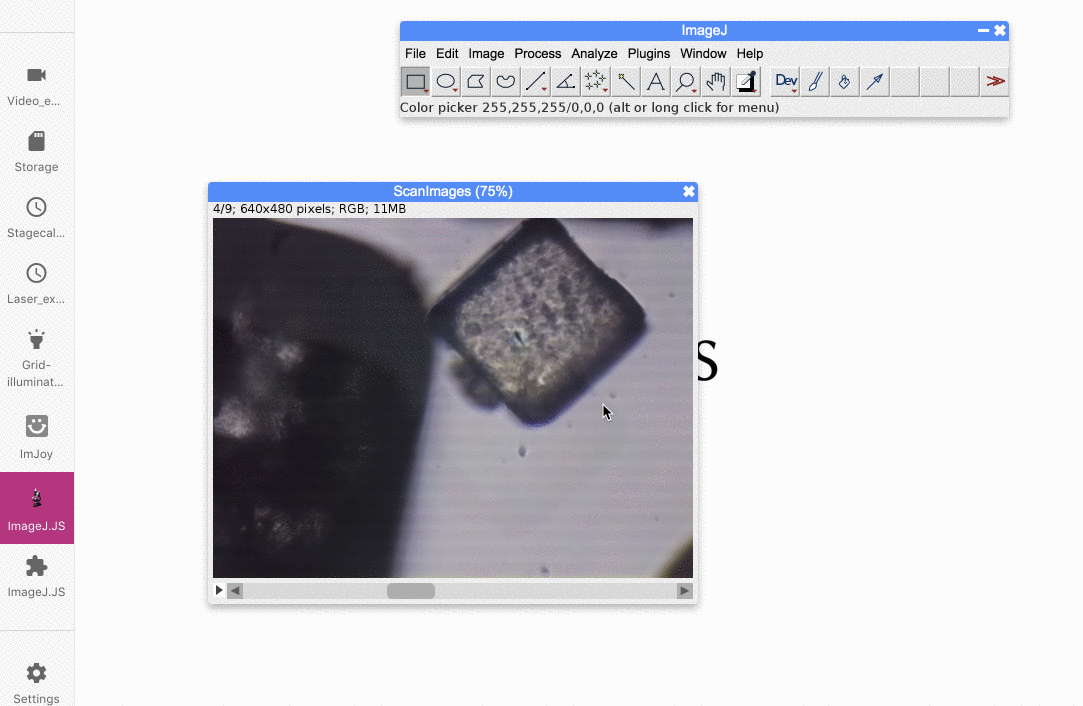 ImageJ
File Edit Image Process Analyze Plugins Window Help
A Dev
Color picker 255,255,255/0,0,0 (alt or long click for menu)
Video_e...
Storage
Stagecal...
Laser_ex...
Grid-
illuminat...
ImJoy
ImageJ.JS
ImageJ.JS
Settings
ScanImages (75%)
4/9; 640x480 pixels; RGB; 11MB
S